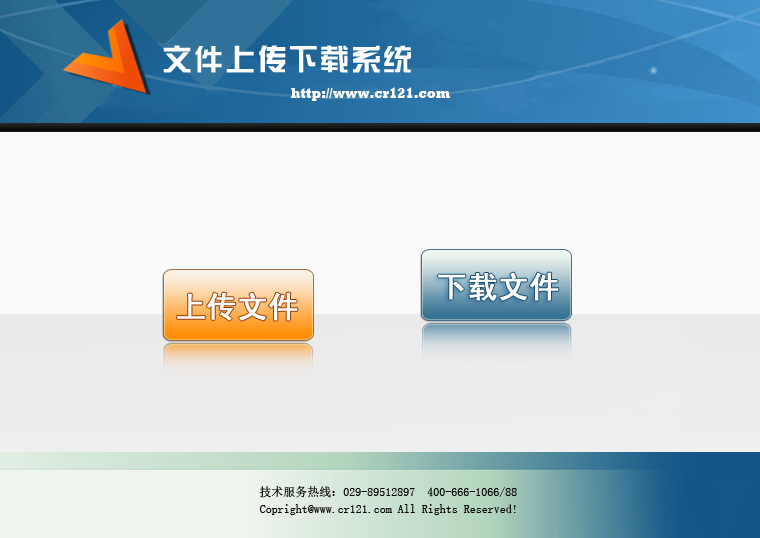 文件上传下载系统
http://www.cr121.com
下载文件
上传文件
技术服务热线：029-89512897  400-666-1066/88
Copright@www.cr121.com All Rights Reserved!